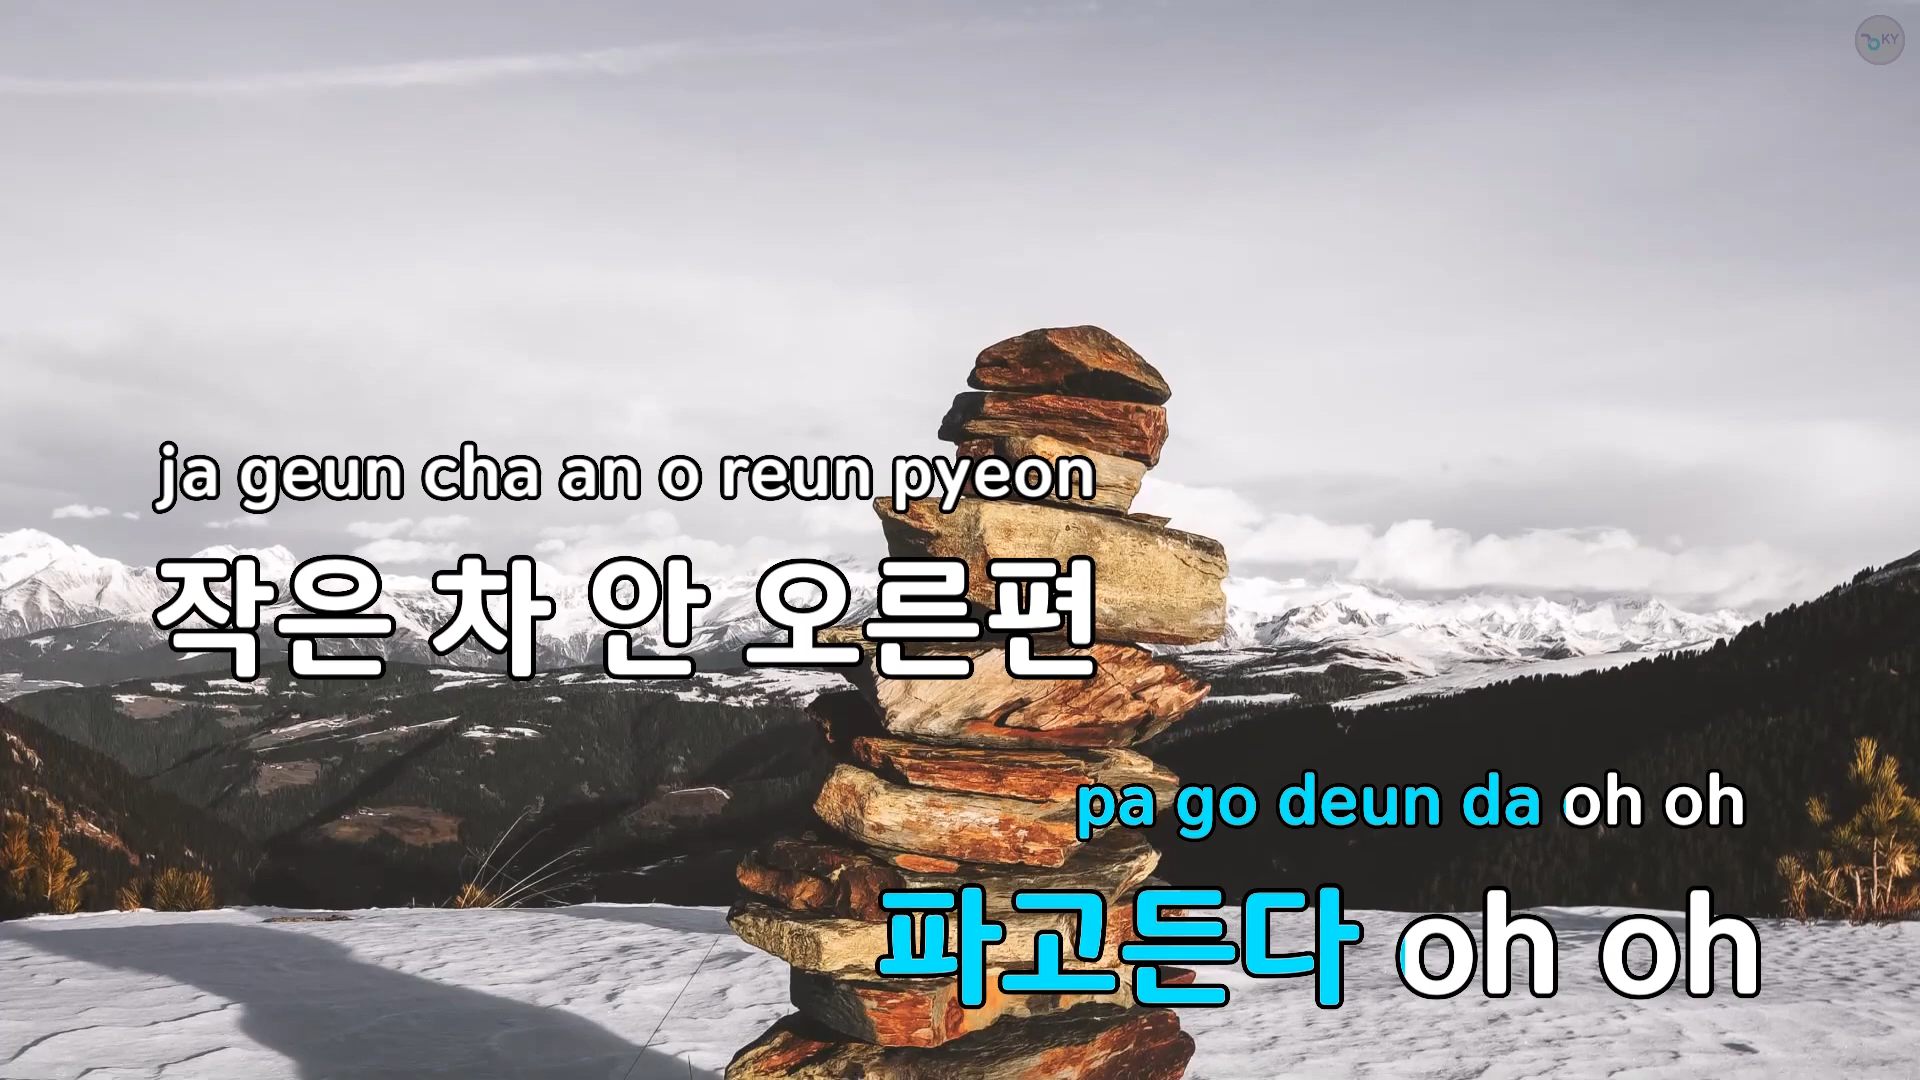 KY
ja geun cha an o reun pyeon
작은 차 안 오른편
pa go deun da oh oh
파고든다 oh oh